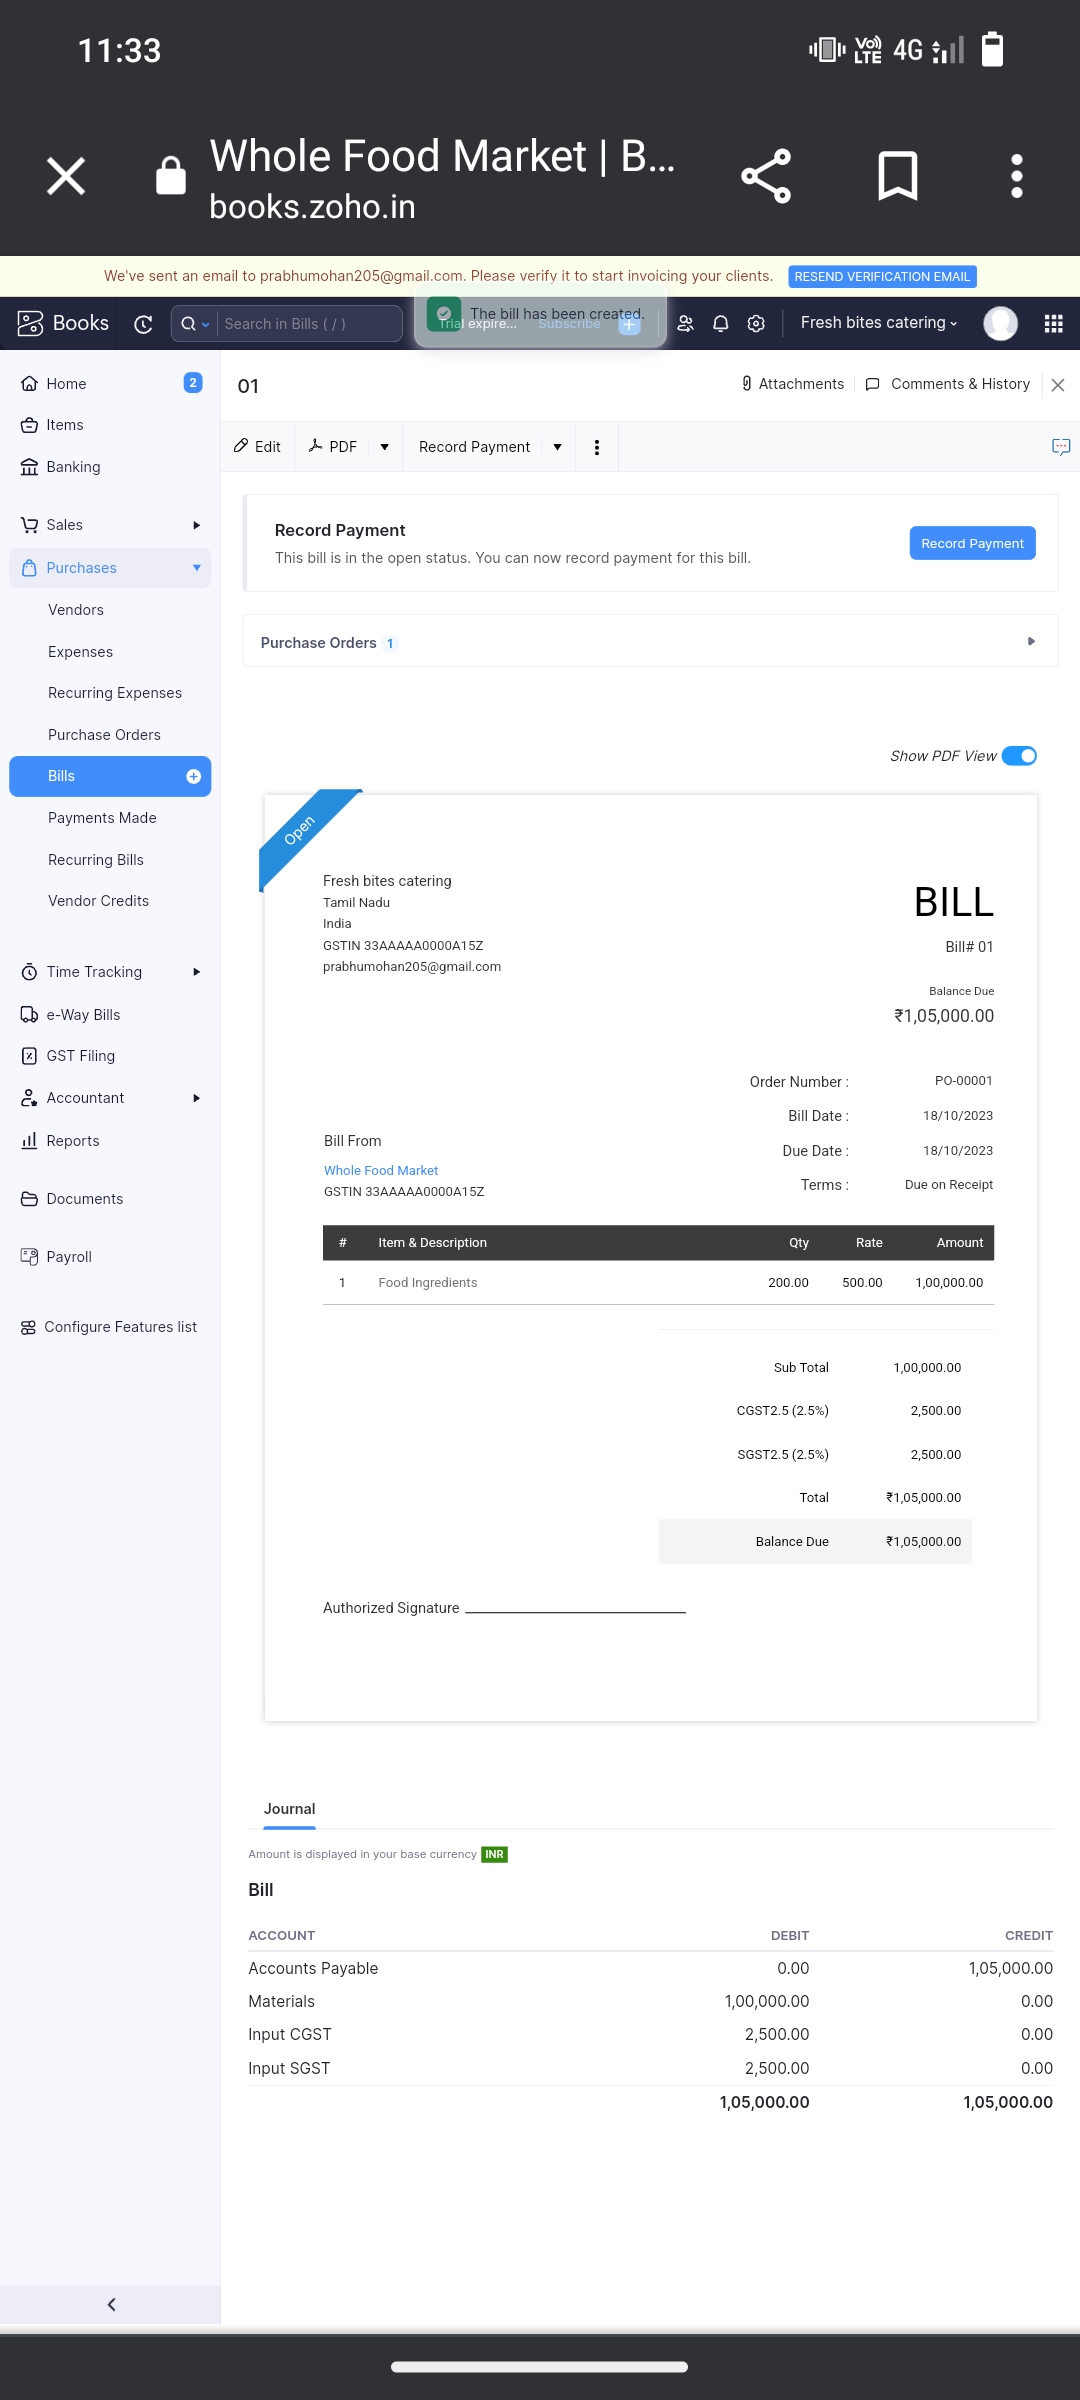 11:33
Vo)) LTE 4G
Whole Food Market | B...
books.zoho.in
We've sent an email to prabhumohan205@gmail.com. Please verify it to start invoicing your clients. RESEND VERIFICATION EMAIL
Books
Search in Bills ( / )
Trial expire... Subscribe
The bill has been created.
Fresh bites catering
Home 2
Items
Banking
Sales
Purchases
Vendors
Expenses
Recurring Expenses
Purchase Orders
Bills
Payments Made
Recurring Bills
Vendor Credits
Time Tracking
e-Way Bills
GST Filing
Accountant
Reports
Documents
Payroll
Configure Features list
01
Attachments
Comments & History
Edit
PDF
Record Payment
Record Payment
This bill is in the open status. You can now record payment for this bill.
Record Payment
Purchase Orders 1
Show PDF View
Open
Fresh bites catering
Tamil Nadu
India
GSTIN 33AAAAA0000A15Z
prabhumohan205@gmail.com
BILL
Bill# 01
Balance Due
₹1,05,000.00
Order Number : PO-00001
Bill Date : 18/10/2023
Due Date : 18/10/2023
Terms : Due on Receipt
Bill From
Whole Food Market
GSTIN 33AAAAA0000A15Z
# Item & Description Qty Rate Amount
1 Food Ingredients 200.00 500.00 1,00,000.00
Sub Total 1,00,000.00
CGST2.5 (2.5%) 2,500.00
SGST2.5 (2.5%) 2,500.00
Total ₹1,05,000.00
Balance Due ₹1,05,000.00
Authorized Signature
Journal
Amount is displayed in your base currency INR
Bill
ACCOUNT DEBIT CREDIT
Accounts Payable 0.00 1,05,000.00
Materials 1,00,000.00 0.00
Input CGST 2,500.00 0.00
Input SGST 2,500.00 0.00
1,05,000.00 1,05,000.00